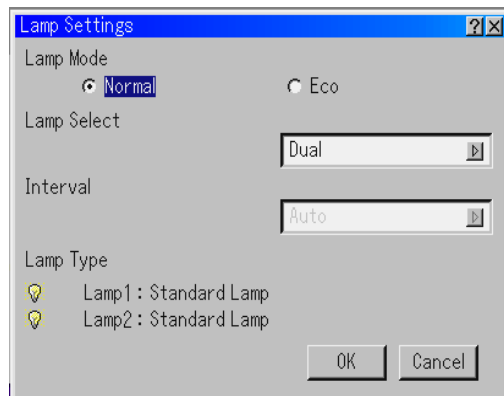 Lamp Settings
Lamp Mode
Normal Eco
Lamp Select
Dual
Interval
Auto
Lamp Type
Lamp1 : Standard Lamp
Lamp2 : Standard Lamp
OK Cancel